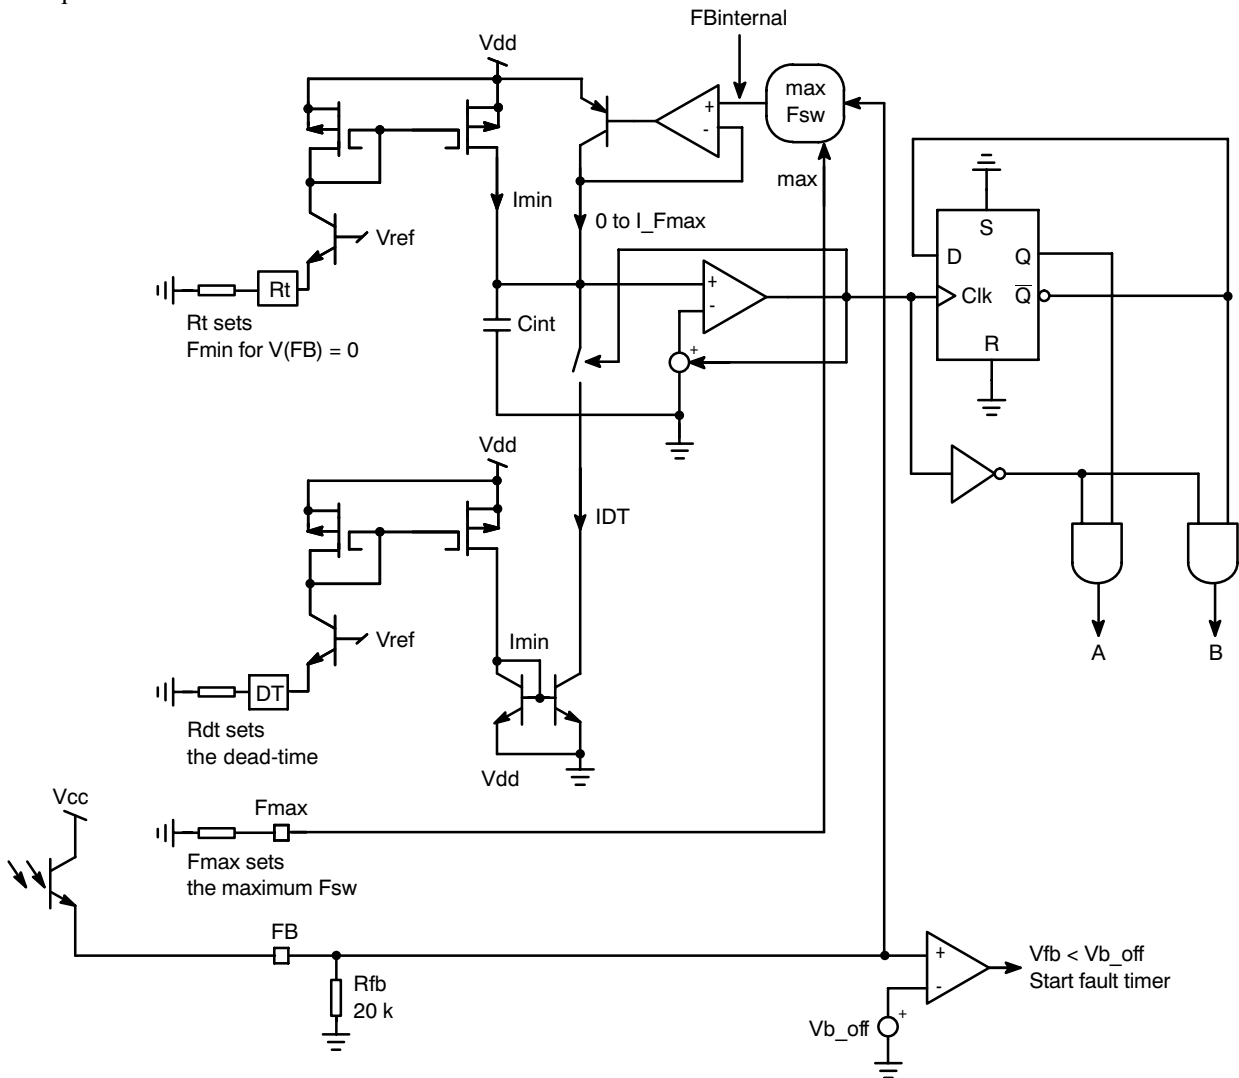 FBinternal
Vdd
max
Fsw
+
-
max
Imin
0 to I_FmaX
Vref
S
D
Q
Clk
Q
R
Rt
Rt sets
Fmin for V(FB) = 0
+
-
Cint
+
Vdd
IDT
Vref
Imin
A
B
DT
Rdt sets
the dead-time
Vdd
Vcc
Fmax
Fmax sets
the maximum Fsw
FB
Rfb
20 k
+
-
Vfb < Vb_off
Start fault timer
Vb_off
+